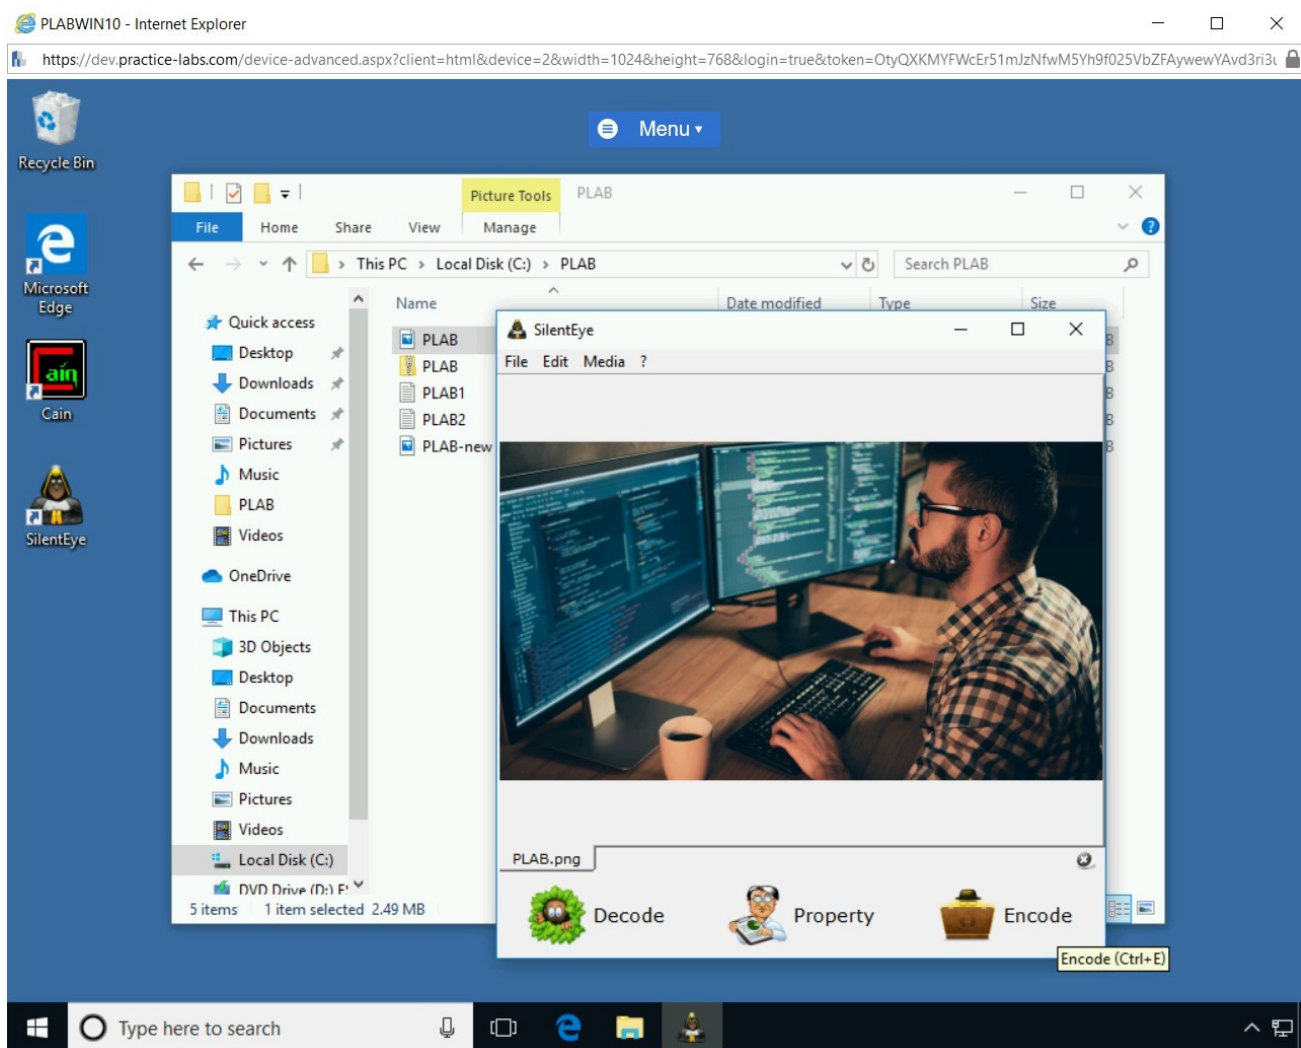 PLABWIN10 - Internet Explorer
https://dev.practice-labs.com/device-advanced.aspx?client=html&device=2&width=1024&height=768&login=true&token=OtyQXKMYFWcEr51mJzNfwM5Yh9f025VbZFAywewYAvd3ri3u
Recycle Bin
Menu
Picture Tools PLAB
File Home Share View Manage
This PC > Local Disk (C:) > PLAB
Search PLAB
Microsoft
Edge
Cain
Cain
SilentEye
Quick access
Desktop
Downloads
Documents
Pictures
Music
PLAB
Videos
OneDrive
This PC
3D Objects
Desktop
Documents
Downloads
Music
Pictures
Videos
Local Disk (C:)
DVD Drive (D:)
Name Date modified Type Size
PLAB
PLAB
PLAB1
PLAB2
PLAB-new
5 items 1 item selected 2.49 MB
SilentEye
File Edit Media ?
PLAB.png
Decode Property Encode
Encode (Ctrl+E)
Type here to search